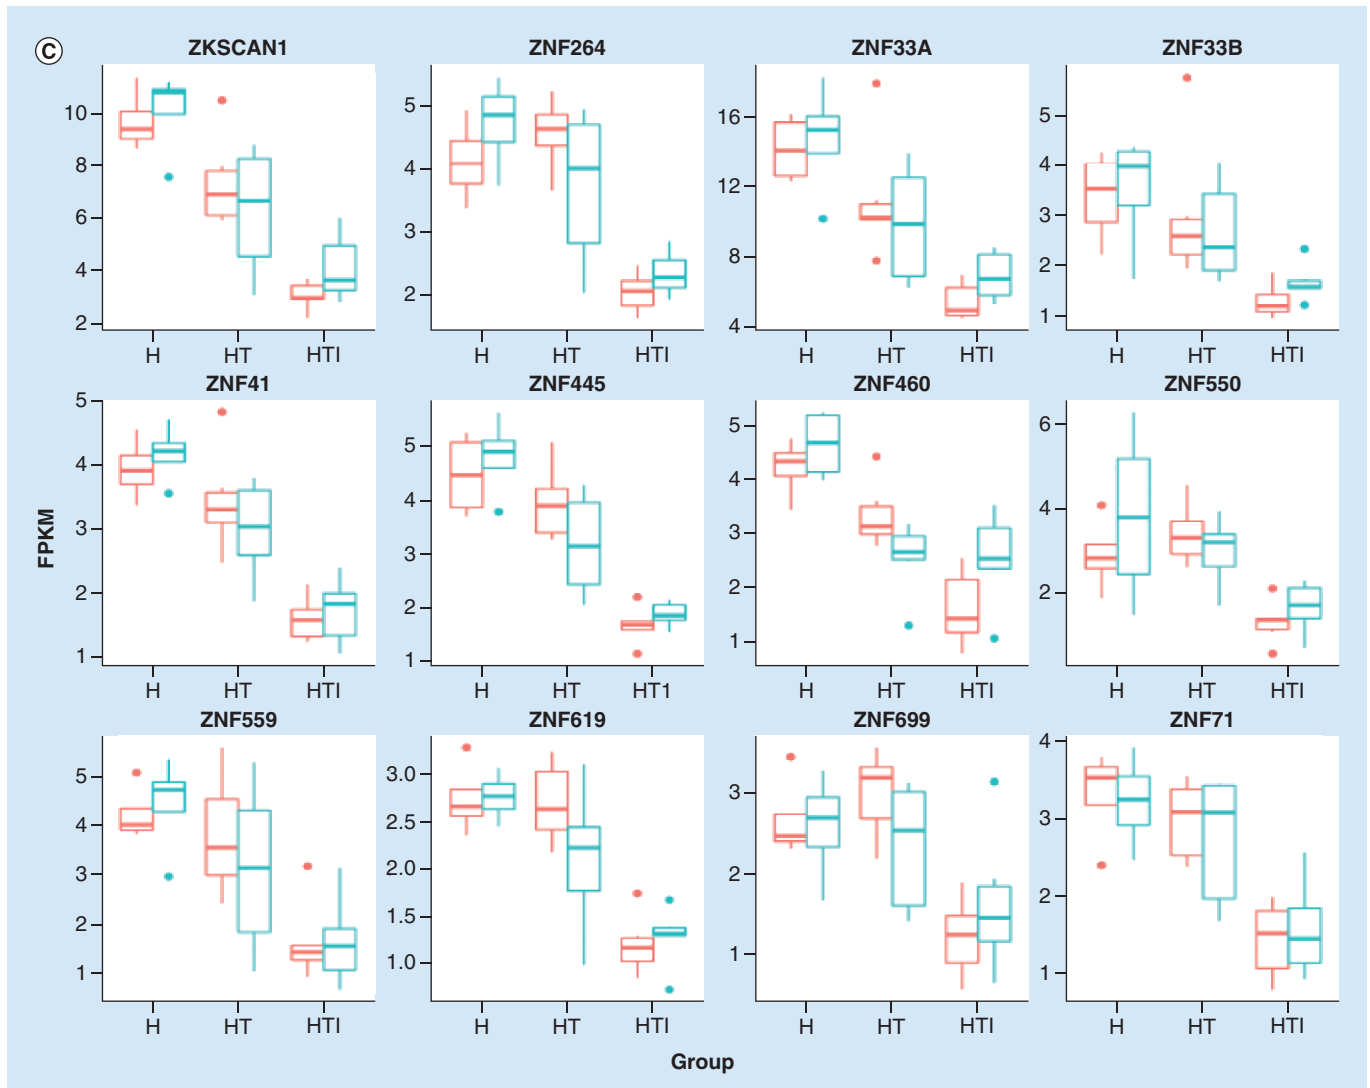 C
ZKSCAN1 ZNF264 ZNF33A ZNF33B
10 8 6 4 2
5 4 3 2
16 12 8 4
5 4 3 2 1
H HT HTI H HT HTI H HT HTI H HT HTI
ZNF41 ZNF445 ZNF460 ZNF550
FPKM
5 4 3 2 1
5 4 3 2 1
5 4 3 2 1
6 4 2
H HT HTI H HT HT1 H HT HTI H HT HTI
ZNF559 ZNF619 ZNF699 ZNF71
5 4 3 2 1
3.0 2.5 2.0 1.5 1.0
3 2 1
4 3 2 1
H HT HTI H HT HTI H HT HTI H HT HTI
Group